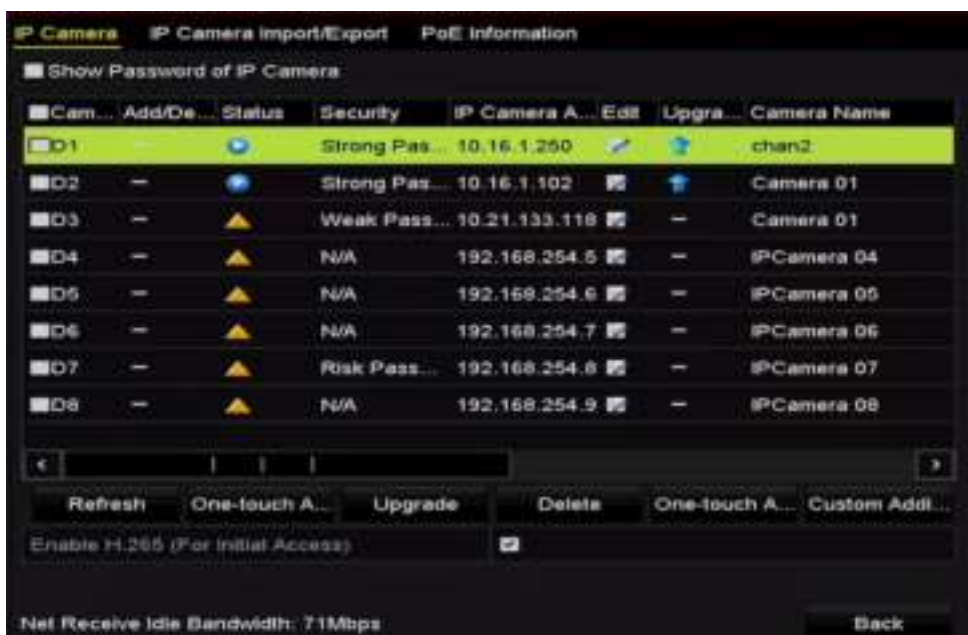 IP Camera IP Camera Import/Export PoE Information
Show Password of IP Camera
Cam... Add/De... Status Security IP Camera A... Edit Upgra... Camera Name
D1 — Strong Pas... 10.16.1.250 chan2
D2 — Strong Pas... 10.16.1.102 Camera 01
D3 — Weak Pass... 10.21.133.118 — Camera 01
D4 — N/A 192.168.254.5 — IPCamera 04
D5 — N/A 192.168.254.6 — IPCamera 05
D6 — N/A 192.168.254.7 — IPCamera 06
D7 — Risk Pass... 192.168.254.8 — IPCamera 07
D8 — N/A 192.168.254.9 — IPCamera 08
Refresh One-touch A... Upgrade Delete One-touch A... Custom Addi...
Enable H.265 (For Initial Access)
Net Receive Idle Bandwidth: 71Mbps Back